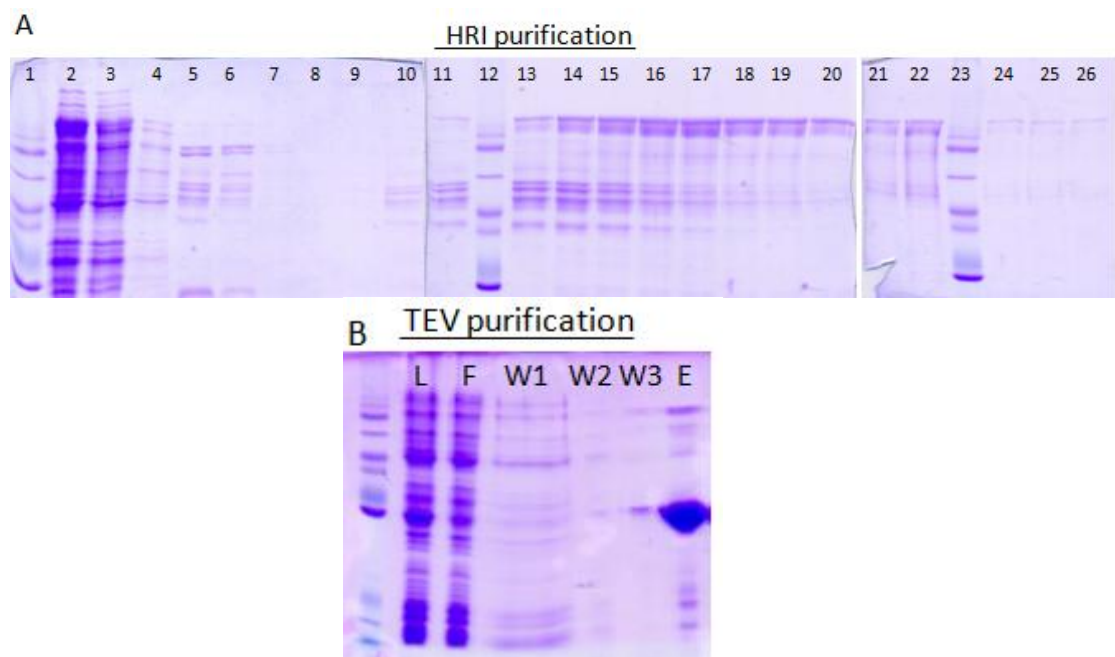 A
HRI purification
1 2 3 4 5 6 7 8 9 10 11 12 13 14 15 16 17 18 19 20 21 22 23 24 25 26
B TEV purification
L F W1 W2 W3 E